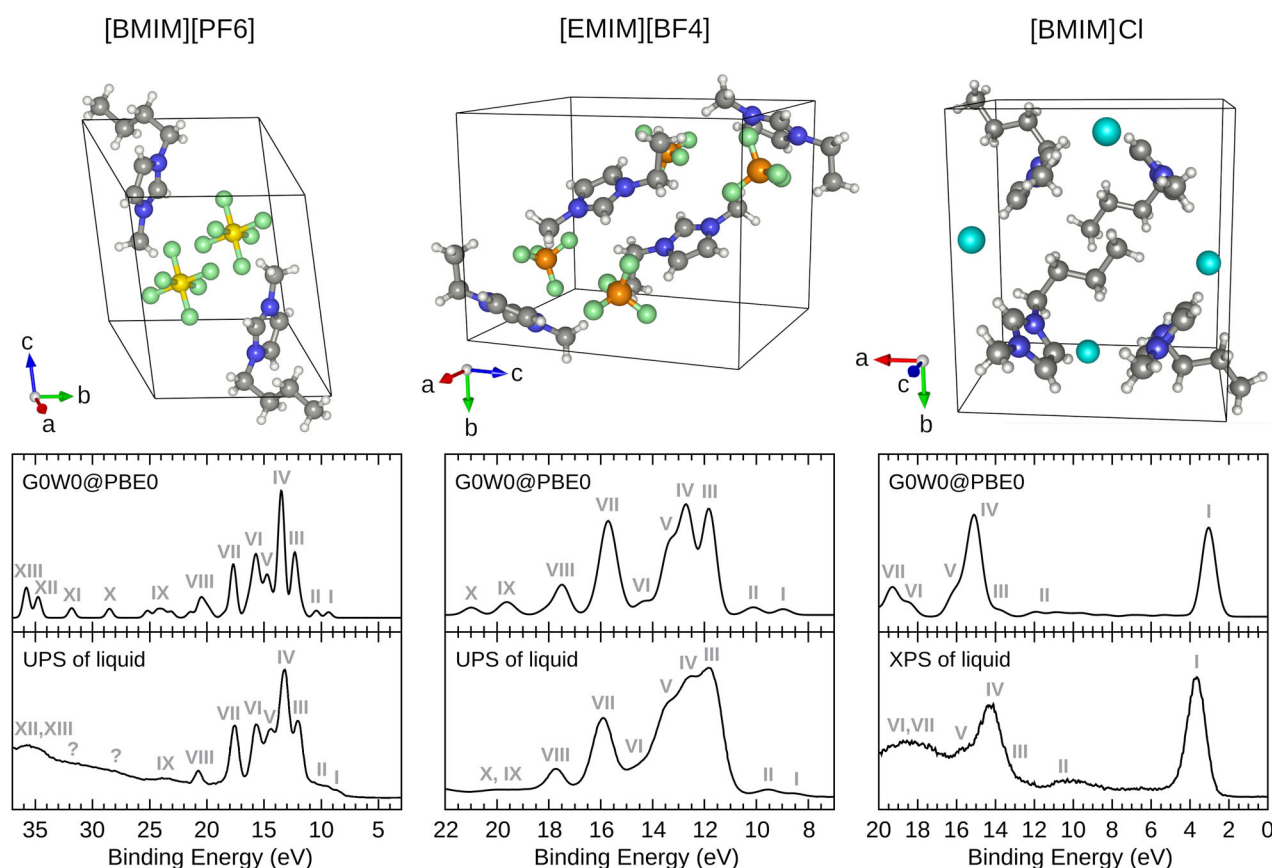 [BMIM][PF6]
[EMIM][BF4]
[BMIM]Cl
c
b
a
a
c
b
a
c
b
G0W0@PBE0
XIII
XII
XI
X
IX
VIII
VII
VI
V
IV
III
II
I
UPS of liquid
XII,XIII
?
?
IX
VIII
VII
VI
V
IV
III
II
I
35
30
25
20
15
10
5
Binding Energy (eV)
G0W0@PBE0
X
IX
VIII
VII
VI
V
IV
III
II
I
UPS of liquid
X, IX
VIII
VII
VI
V
IV
III
II
I
22
20
18
16
14
12
10
8
Binding Energy (eV)
G0W0@PBE0
VII
VI
V
IV
III
II
I
XPS of liquid
VI,VII
V
IV
III
II
I
20
18
16
14
12
10
8
6
4
2
0
Binding Energy (eV)